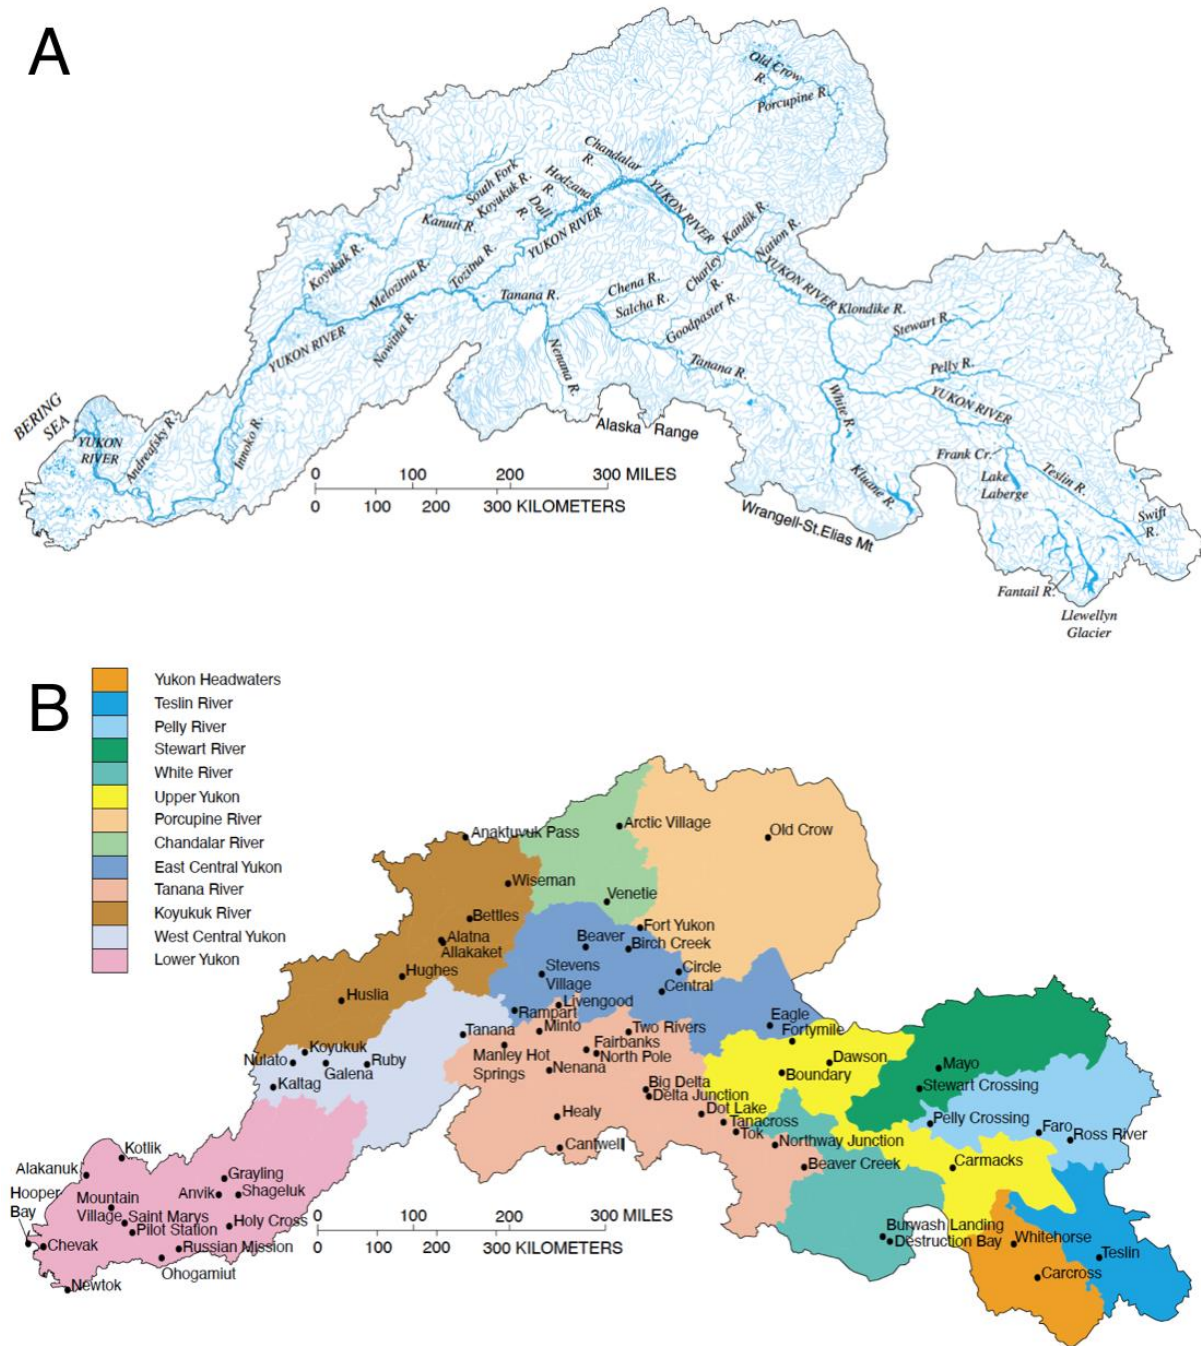 A
Old Crow
R.
Porcupine R.
Chandalar
R.
South Fork
Koyukuk R.
Hodzana
R.
Dall
R.
Kanuti R.
YUKON RIVER
YUKON RIVER
Kandik R.
Nation R.
Koyukuk R.
Melozitna R.
Tozitna R.
Charley
R.
YUKON RIVER
Tanana R.
Chena R.
Salcha R.
Goodpaster R.
Klondike R.
Stewart R.
YUKON RIVER
Nowitna R.
Nenana R.
Tanana R.
Pelly R.
YUKON RIVER
White R.
BERING
SEA
YUKON
RIVER
Andreafsky R.
Innoko R.
Alaska Range
Frank Cr.
Lake
Laberge
Teslin R.
Kluane R.
Swift
R.
0 100 200 300 MILES
0 100 200 300 KILOMETERS
Wrangell-St.Elias Mt
Fantail R.
Llewellyn
Glacier
B
Yukon Headwaters
Teslin River
Pelly River
Stewart River
White River
Upper Yukon
Porcupine River
Chandalar River
East Central Yukon
Tanana River
Koyukuk River
West Central Yukon
Lower Yukon
Anaktuvuk Pass
Arctic Village
Old Crow
Wiseman
Venetie
Bettles
Fort Yukon
Alatna
Allakaket
Beaver
Birch Creek
Hughes
Stevens
Village
Circle
Central
Huslia
Livengood
Rampart
Eagle
Fortymile
Tanana
Minto
Two Rivers
Koyukuk
Nulato
Ruby
Galena
Kaltag
Manley Hot
Springs
Fairbanks
North Pole
Nenana
Dawson
Boundary
Mayo
Stewart Crossing
Big Delta
Delta Junction
Dot Lake
Healy
Tanacross
Tok
Cantwell
Northway Junction
Pelly Crossing
Faro
Ross River
Beaver Creek
Carmacks
Kotlik
Alakanuk
Hooper
Bay
Mountain
Village
Grayling
Anvik
Shageluk
Saint Marys
Pilot Station
Holy Cross
Chevak
Russian Mission
Ohogamiut
Newtok
0 100 200 300 MILES
0 100 200 300 KILOMETERS
Burwash Landing
Destruction Bay
Whitehorse
Teslin
Carcross